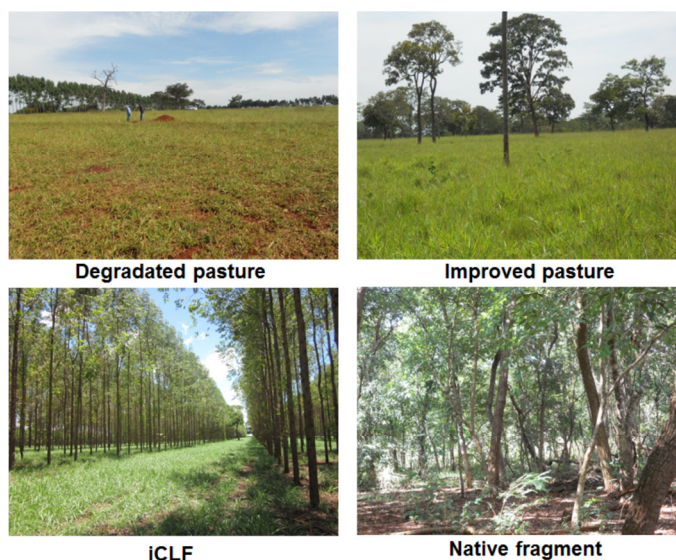 Degradated pasture
Improved pasture
iCLF
Native fragment